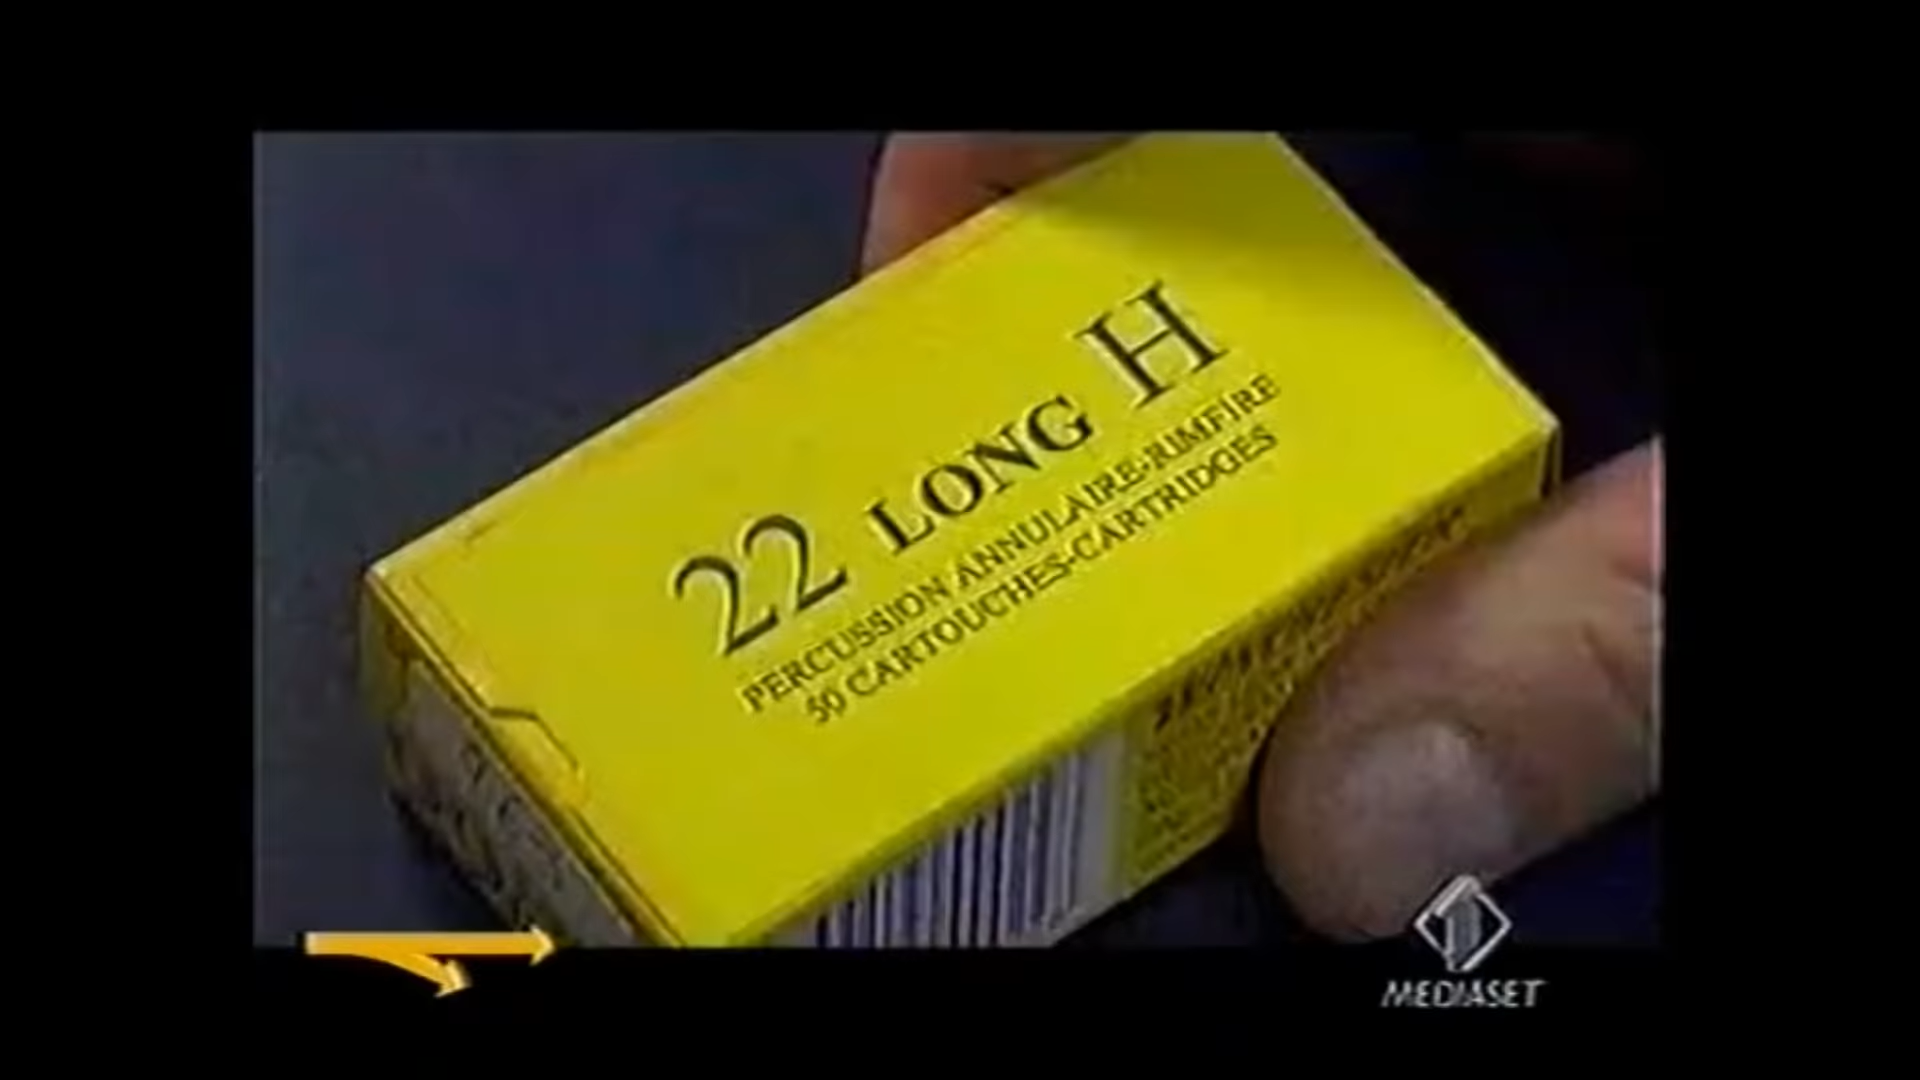 22 LONG H
PERCUSSION ANNULAIRE-RIMFIRE
50 CARTOUCHES-CARTRIDGES
MEDIASET